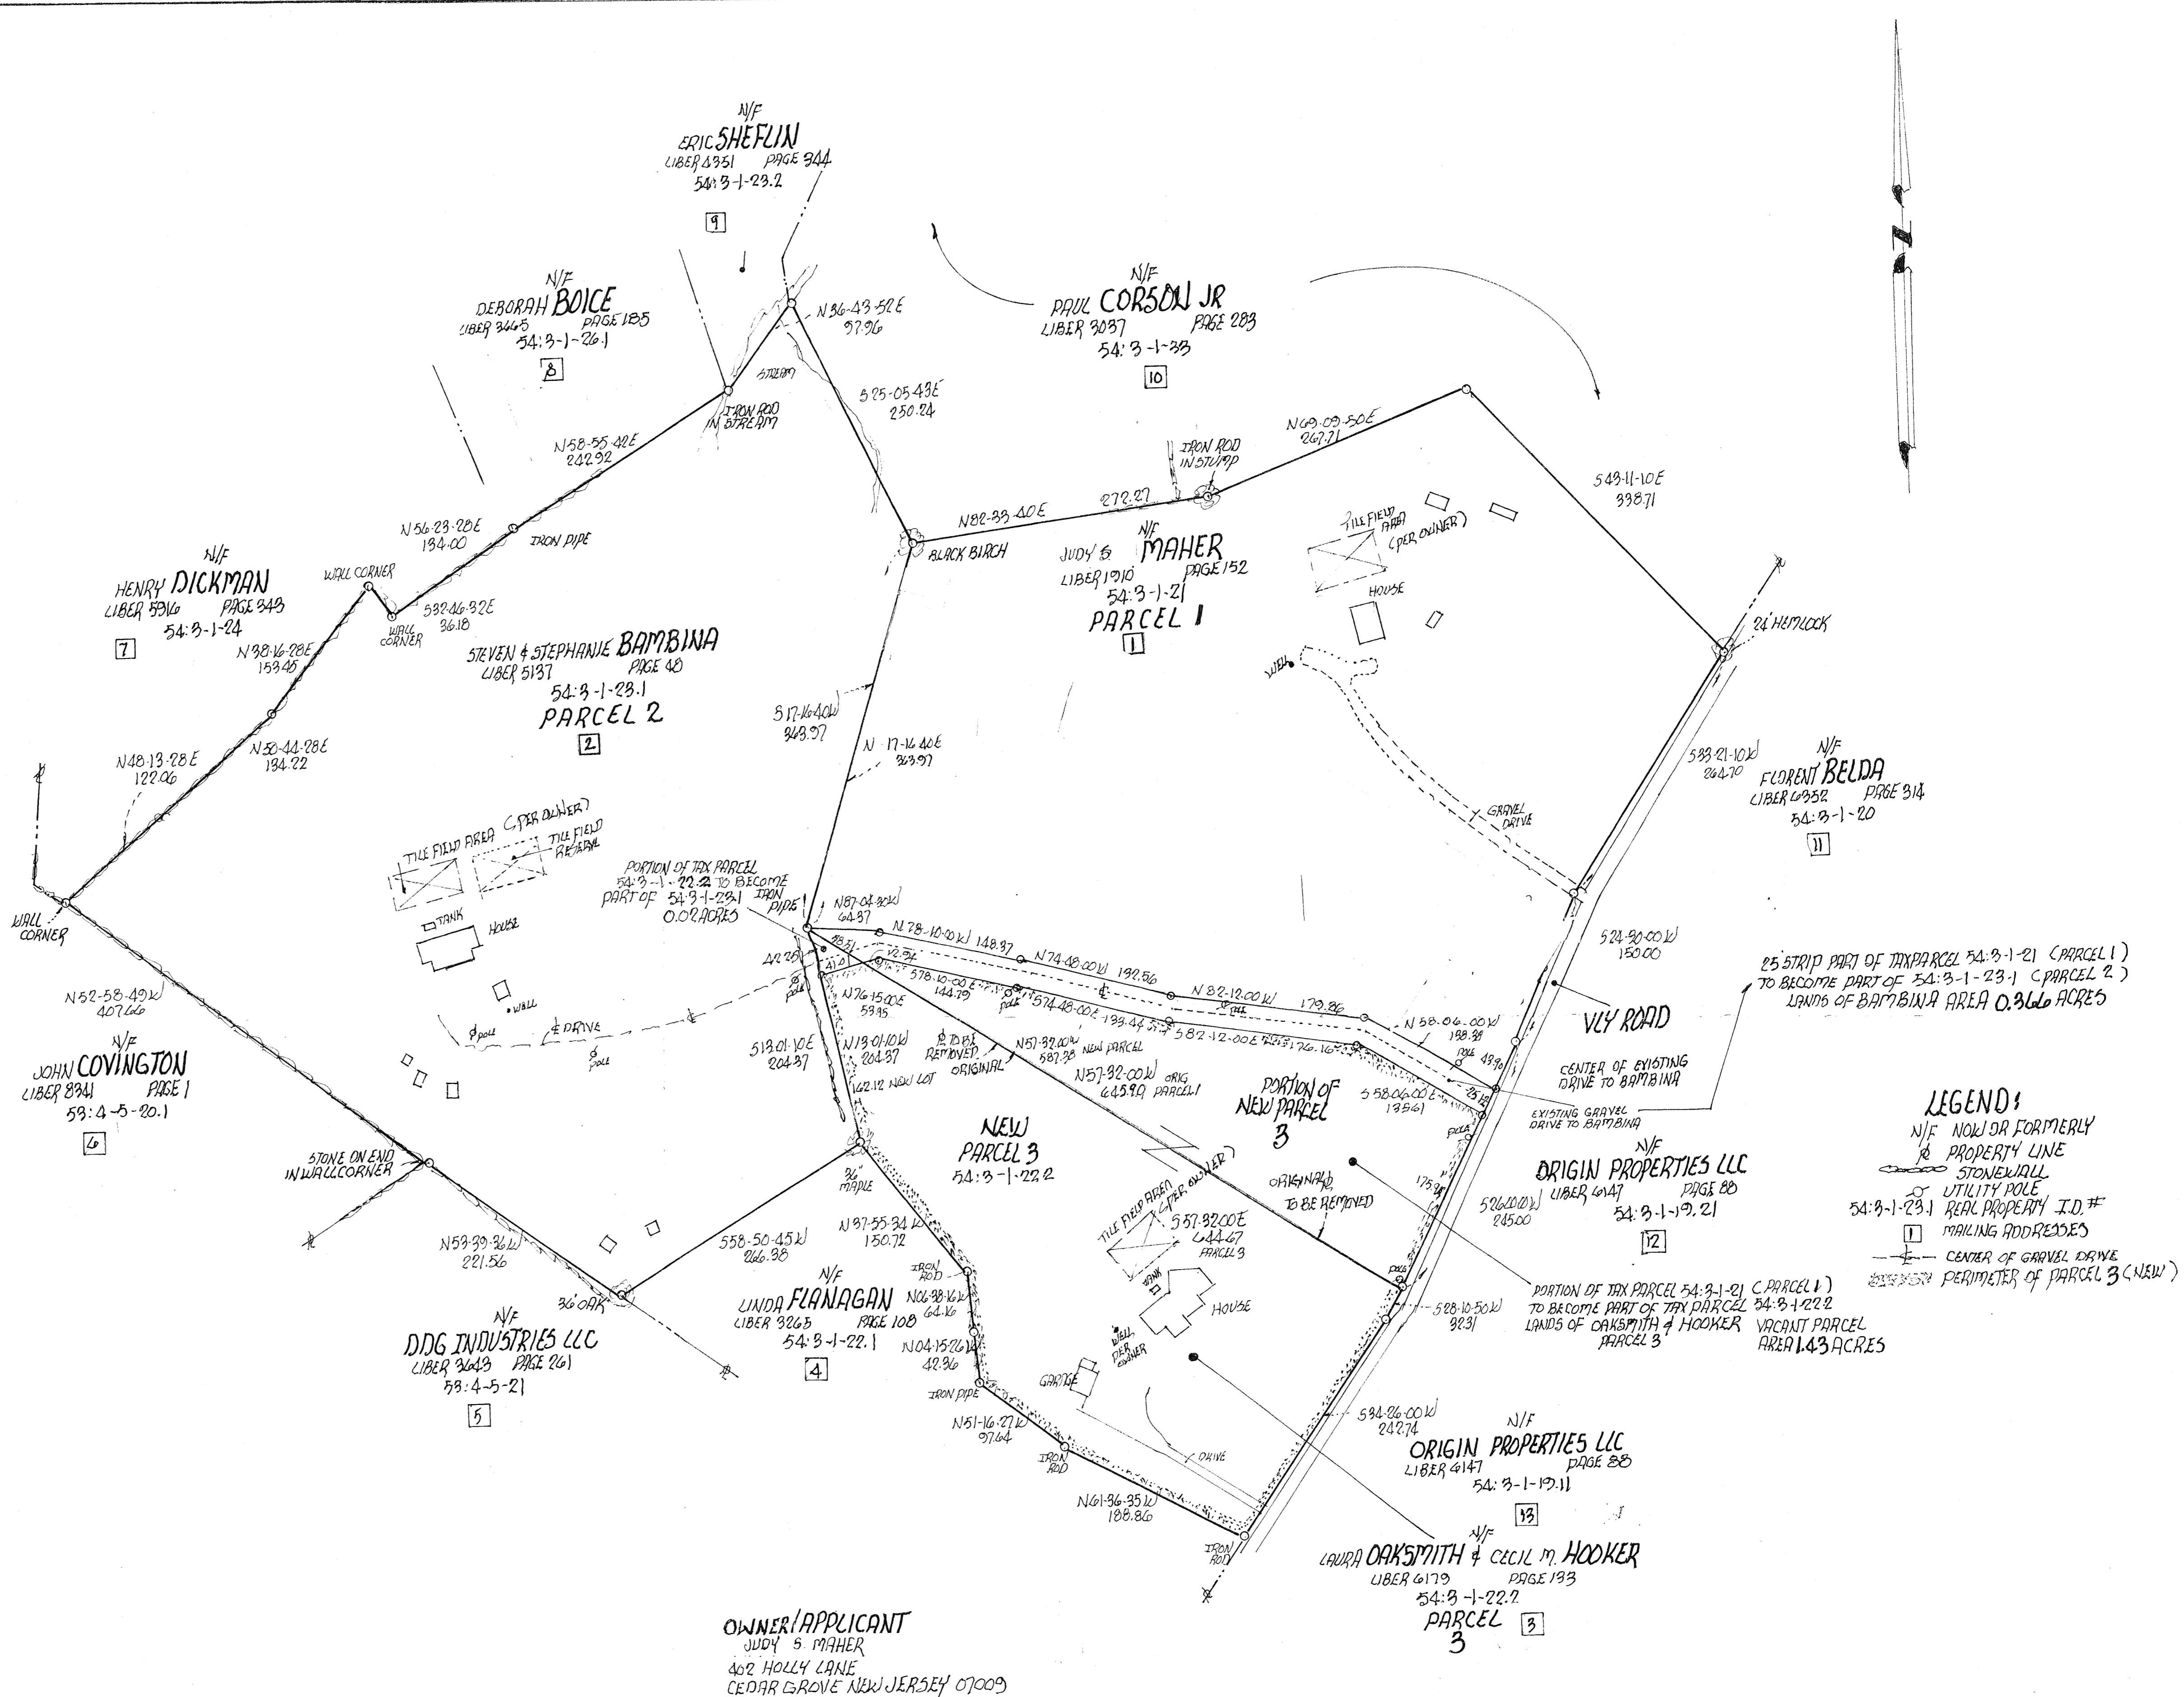 N/F
ERIC SHEFLIN
LIBER 4351 PAGE 344
54:3-1-23.2
9
N/F
DEBORAH BOICE
LIBER 3665 PAGE 185
54:3-1-26.1
8
N/F
PAUL CORSON JR
LIBER 3037 PAGE 283
54:3-1-33
10
N36-43-52E
97.96
STREAM
IRON ROD
IN STREAM
S25-05-43E
250.24
N58-55-42E
242.92
N69-09-50E
267.71
IRON ROD
IN STUMP
S43-11-10E
338.71
N82-33-40E 272.27
BLACK BIRCH
N56-23-28E
134.00
IRON PIPE
TILE FIELD
AREA
(PER OWNER)
N/F
JUDY S MAHER
LIBER 1910 PAGE 152
54:3-1-21
PARCEL 1
1
HOUSE
WELL
24" HEMLOCK
N/F
HENRY DICKMAN
LIBER 5916 PAGE 343
54:3-1-24
7
WALL CORNER
S32-46-32E
36.18
WALL
CORNER
N38-16-28E
153.45
STEVEN & STEPHANIE BAMBINA
LIBER 5137 PAGE 40
54:3-1-23.1
PARCEL 2
2
S17-16-40W
363.97
N-17-16-40E
363.97
N48-13-28E
122.06
N50-44-28E
134.22
S33-21-10W
264.70
N/F
FLORENT BELDA
LIBER 6352 PAGE 314
54:3-1-20
11
GRAVEL
DRIVE
TILE FIELD AREA (PER OWNER)
TILE FIELD
RESERVE
TANK
HOUSE
WELL
WALL
CORNER
PORTION OF TAX PARCEL
54:3-1-22.2 TO BECOME
PART OF 54:3-1-23.1
0.02 ACRES
IRON
PIPE
N87-04-30W
64.37
N78-10-00W 148.37
N74-48-00W 132.56
N82-12-00W 179.86
N58-06-00W
138.38
S24-30-00W
150.00
25' STRIP PART OF TAX PARCEL 54:3-1-21 (PARCEL 1)
TO BECOME PART OF 54:3-1-23-1 (PARCEL 2)
LANDS OF BAMBINA AREA 0.366 ACRES
VLY ROAD
CENTER OF EXISTING
DRIVE TO BAMBINA
EXISTING GRAVEL
DRIVE TO BAMBINA
42.25
58.51
POLE
N76-15-00E
53.95
S78-10-00E
144.79
POLE
S74-48-00E 133.44
S82-12-00E 176.16
POLE
POLE 43.90
25.12
S58-06-00E
135.61
POLE
POLE
DRIVE
POLE
N52-58-49W
407.66
S13-01-10E
204.37
N13-01-10W
204.37
162.12 NEW LOT
TO BE
REMOVED
ORIGINAL
N57-32-00W
587.38 NEW PARCEL
N57-32-00W ORIG
645.90 PARCEL 1
PORTION OF
NEW PARCEL
3
N/F
JOHN COVINGTON
LIBER 8341 PAGE 1
53:4-5-20.1
6
STONE ON END
IN WALL CORNER
NEW
PARCEL 3
54:3-1-22.2
36"
MAPLE
ORIGINAL
TO BE REMOVED
N/F
ORIGIN PROPERTIES LLC
LIBER 6147 PAGE 88
54:3-1-19.21
12
LEGEND:
N/F NOW OR FORMERLY
PROPERTY LINE
STONEWALL
UTILITY POLE
54:3-1-23.1 REAL PROPERTY I.D.#
1 MAILING ADDRESSES
CENTER OF GRAVEL DRIVE
PERIMETER OF PARCEL 3 (NEW)
S26-00-00W
245.00
TILE FIELD AREA
(PER OWNER)
S57-32-00E
644.67
PARCEL 3
N53-39-36W
221.56
S58-50-45W
266.38
N37-55-34W
150.72
36" OAK
N/F
DDG INDUSTRIES LLC
LIBER 3643 PAGE 261
53:4-5-21
5
N/F
LINDA FLANAGAN
LIBER 3265 PAGE 108
54:3-1-22.1
4
IRON
ROD
N06-38-16W
64.16
N04-15-26W
42.36
IRON PIPE
TANK
HOUSE
WELL
PER
OWNER
GARAGE
POLE
S28-10-50W
32.31
PORTION OF TAX PARCEL 54:3-1-21 (PARCEL 1)
TO BECOME PART OF TAX PARCEL 54:3-1-22.2
LANDS OF OAKSMITH & HOOKER VACANT PARCEL
PARCEL 3 AREA 1.43 ACRES
N51-16-27W
97.64
IRON
ROD
DRIVE
S34-26-00W
242.74
N61-36-35W
188.86
IRON
ROD
N/F
ORIGIN PROPERTIES LLC
LIBER 6147 PAGE 88
54:3-1-19.11
13
N/F
LAURA OAKSMITH & CECIL M. HOOKER
LIBER 6179 PAGE 133
54:3-1-22.2
PARCEL 3
3
OWNER/APPLICANT
JUDY S. MAHER
402 HOLLY LANE
CEDAR GROVE NEW JERSEY 07009